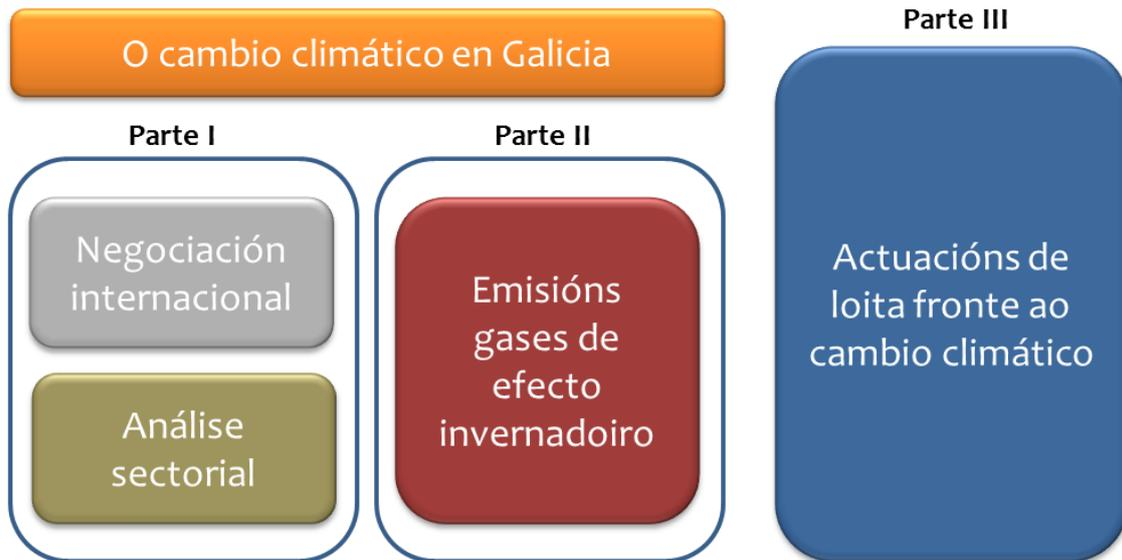 O cambio climático en Galicia
Parte I
Negociación
internacional
Análise
sectorial
Parte II
Emisións
gases de
efecto
invernadoiro
Parte III
Actuacións de
loita fronte ao
cambio climático